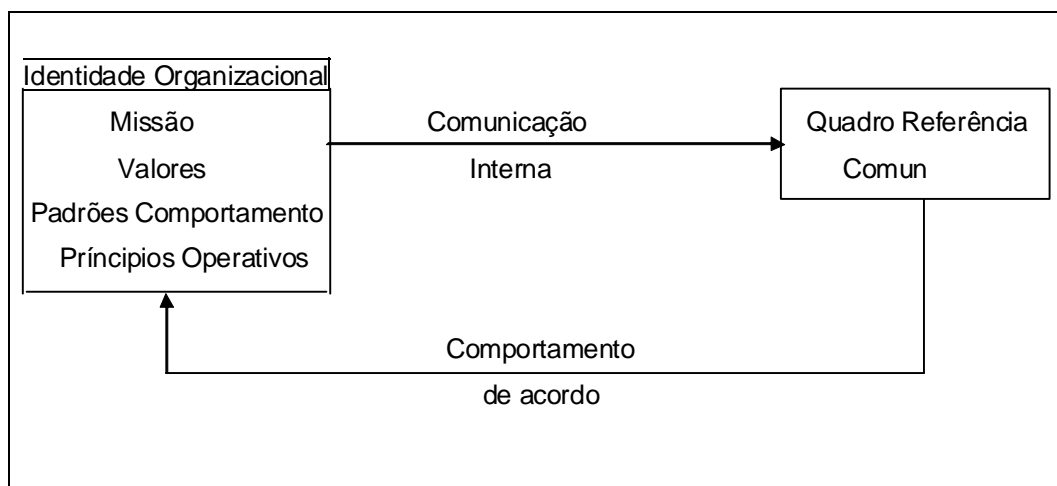 Identidade Organizacional
Missão
Valores
Padrões Comportamento
Príncipios Operativos
Comunicação
Interna
Quadro Referência
Comun
Comportamento
de acordo